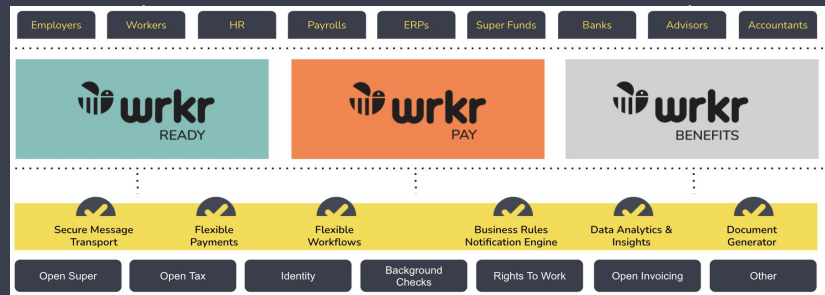 Employers
Workers
HR
Payrolls
ERPs
Super Funds
Banks
Advisors
Accountants
wrkr
READY
wrkr
PAY
wrkr
BENEFITS
Secure Message
Transport
Flexible
Payments
Flexible
Workflows
Business Rules
Notification Engine
Data Analytics &
Insights
Document
Generator
Open Super
Open Tax
Identity
Background
Checks
Rights To Work
Open Invoicing
Other